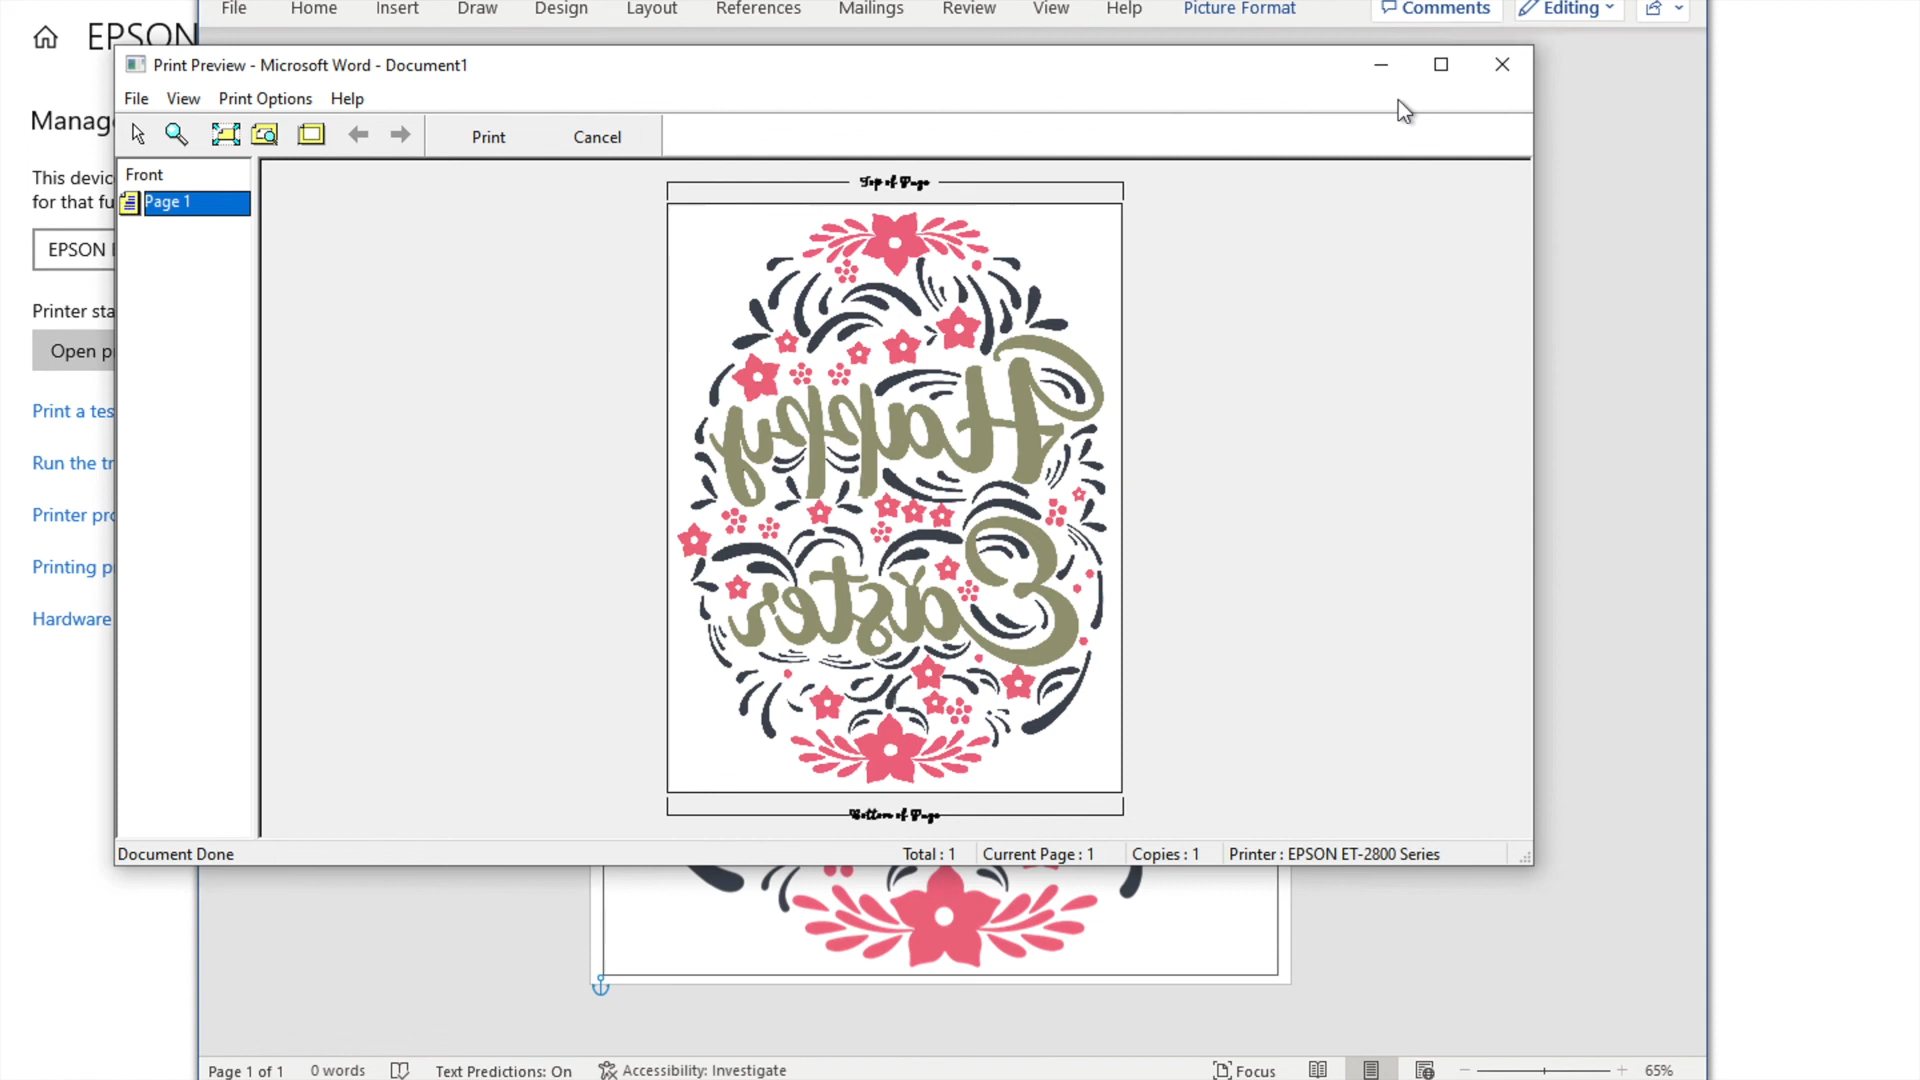 File Home Insert Draw Design Layout References Mailings Review View Help Picture Format Comments Editing
EPSON
Print Preview - Microsoft Word - Document1
File View Print Options Help
Manag
Print Cancel
This devic
for that fu
Front
Page 1
Top of Page
EPSON
Printer sta
Open p
Happy
Easter
Print a tes
Run the tr
Printer pro
Printing p
Hardware
Bottom of Page
Document Done Total : 1 Current Page : 1 Copies : 1 Printer : EPSON ET-2800 Series
Page 1 of 1 0 words Text Predictions: On Accessibility: Investigate Focus 65%